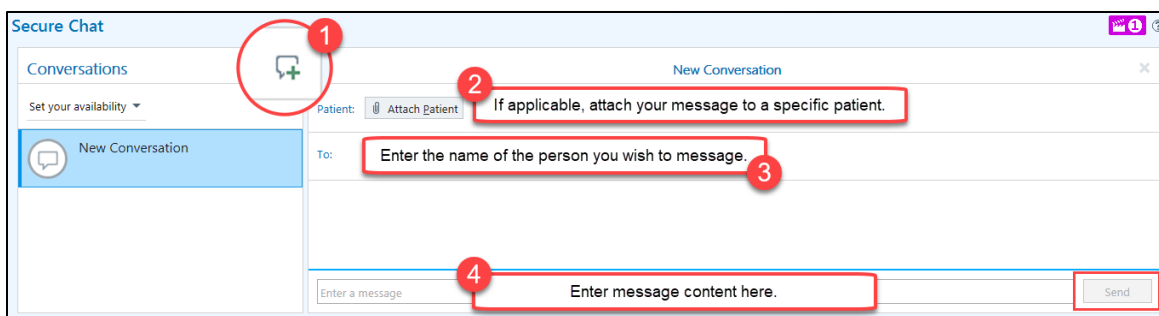 Secure Chat
1
1
Conversations
New Conversation
2
Set your availability
Patient:
Attach Patient
If applicable, attach your message to a specific patient.
New Conversation
To:
Enter the name of the person you wish to message.
3
4
Enter a message
Enter message content here.
Send